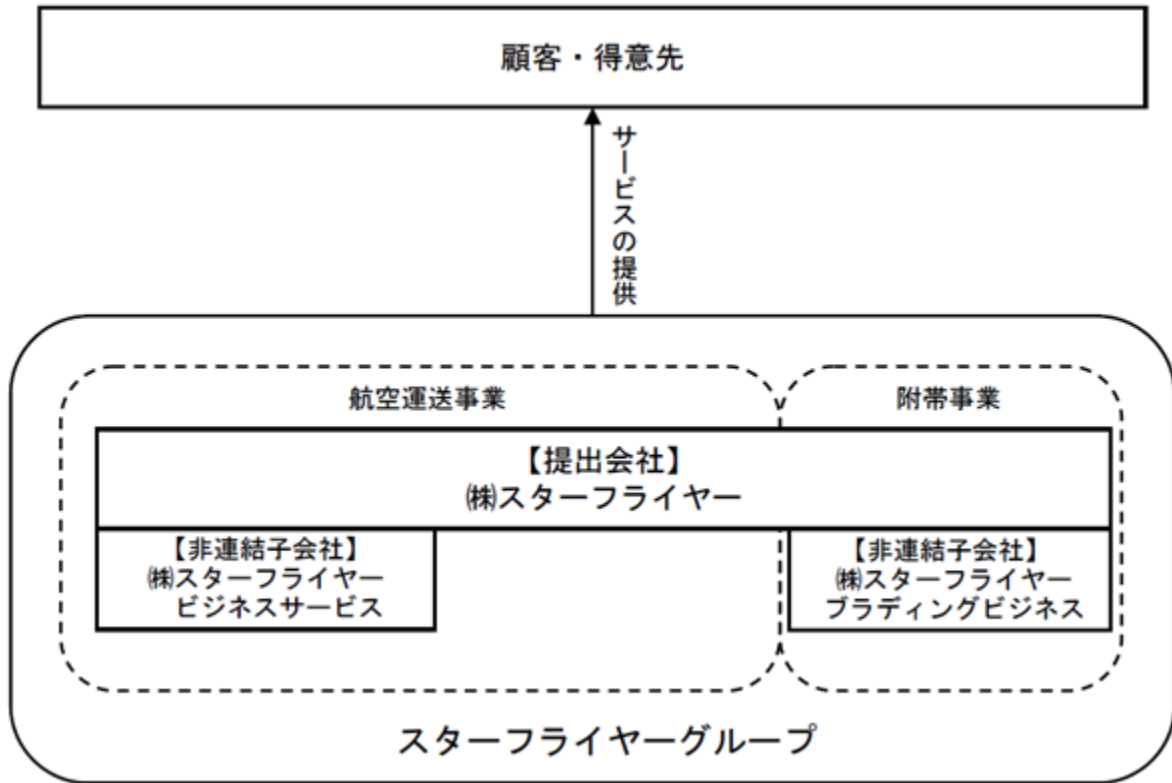 顧客・得意先
サービスの提供
航空運送事業
附帯事業
【提出会社】
㈱スターフライヤー
【非連結子会社】
㈱スターフライヤー
ビジネスサービス
【非連結子会社】
㈱スターフライヤー
ブラディングビジネス
スターフライヤーグループ